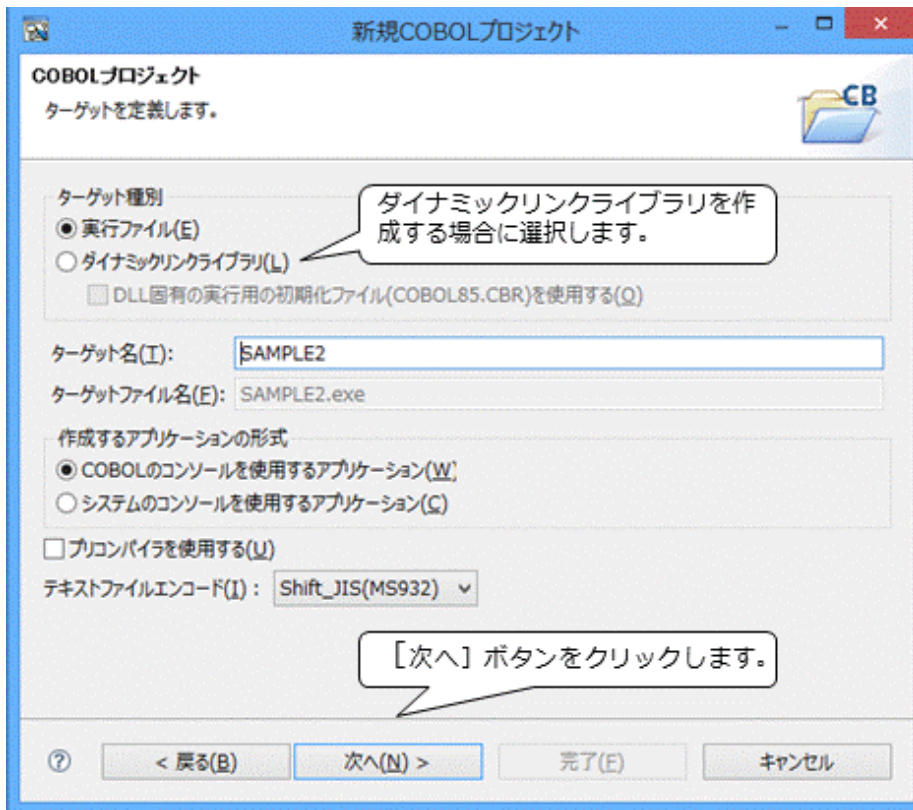 新規COBOLプロジェクト
COBOLプロジェクト
ターゲットを定義します。
CB
ターゲット種別
実行ファイル(E)
ダイナミックリンクライブラリを作
成する場合に選択します。
ダイナミックリンクライブラリ(L)
DLL固有の実行用の初期化ファイル(COBOL85.CBR)を使用する(O)
ターゲット名(T):
SAMPLE2
ターゲットファイル名(F):
SAMPLE2.exe
作成するアプリケーションの形式
COBOLのコンソールを使用するアプリケーション(W)
システムのコンソールを使用するアプリケーション(C)
プリコンパイラを使用する(U)
テキストファイルエンコード(I):
Shift_JIS(MS932)
［次へ］ボタンをクリックします。
< 戻る(B)
次へ(N) >
完了(F)
キャンセル